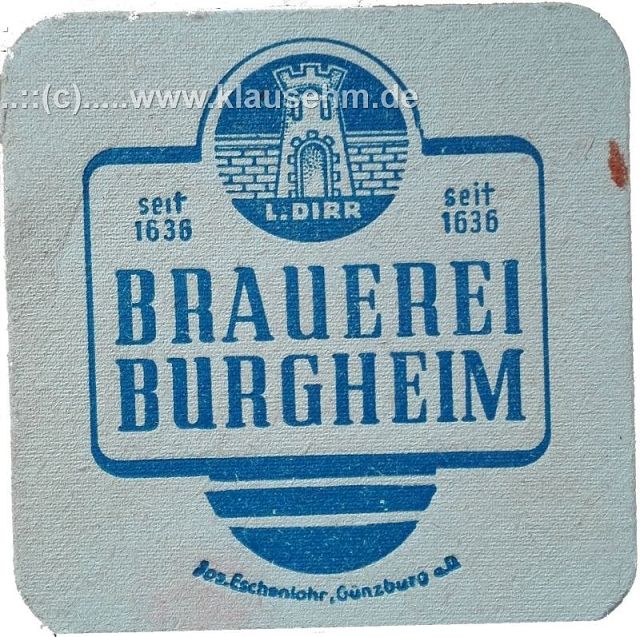 ..::(c).....www.klausehm.de
L.DIRR
seit
1636
seit
1636
BRAUEREI
BURGHEIM
Jos.Eschenlohr,Günzburg a.D